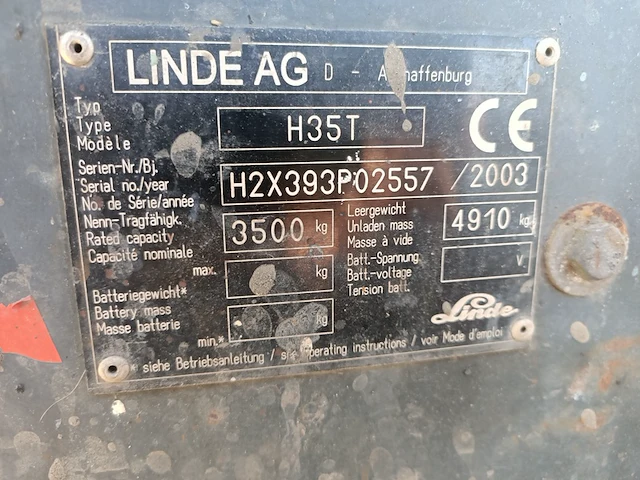 LINDE AG D - Aschaffenburg
Typ
Type
Modèle
H35T
CE
Serien-Nr./Bj.
Serial no./year
No. de Série/année
H2X393P02557 / 2003
Nenn-Tragfähigk.
Rated capacity
Capacité nominale
3500 kg
Leergewicht
Unladen mass
Masse à vide
4910 kg
max.
kg
Batt.-Spannung
Batt.-voltage
Tension batt.
V
Batteriegewicht*
Battery mass
Masse batterie
min.*
kg
Linde
*siehe Betriebsanleitung / see Operating instructions / voir Mode d'emploi